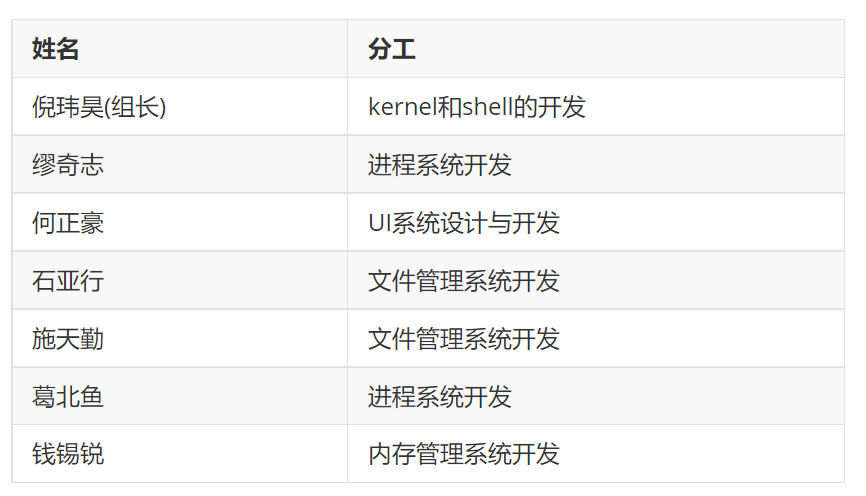 姓名 分工
倪玮昊(组长) kernel和shell的开发
缪奇志 进程系统开发
何正豪 UI系统设计与开发
石亚行 文件管理系统开发
施天勤 文件管理系统开发
葛北鱼 进程系统开发
钱锡锐 内存管理系统开发